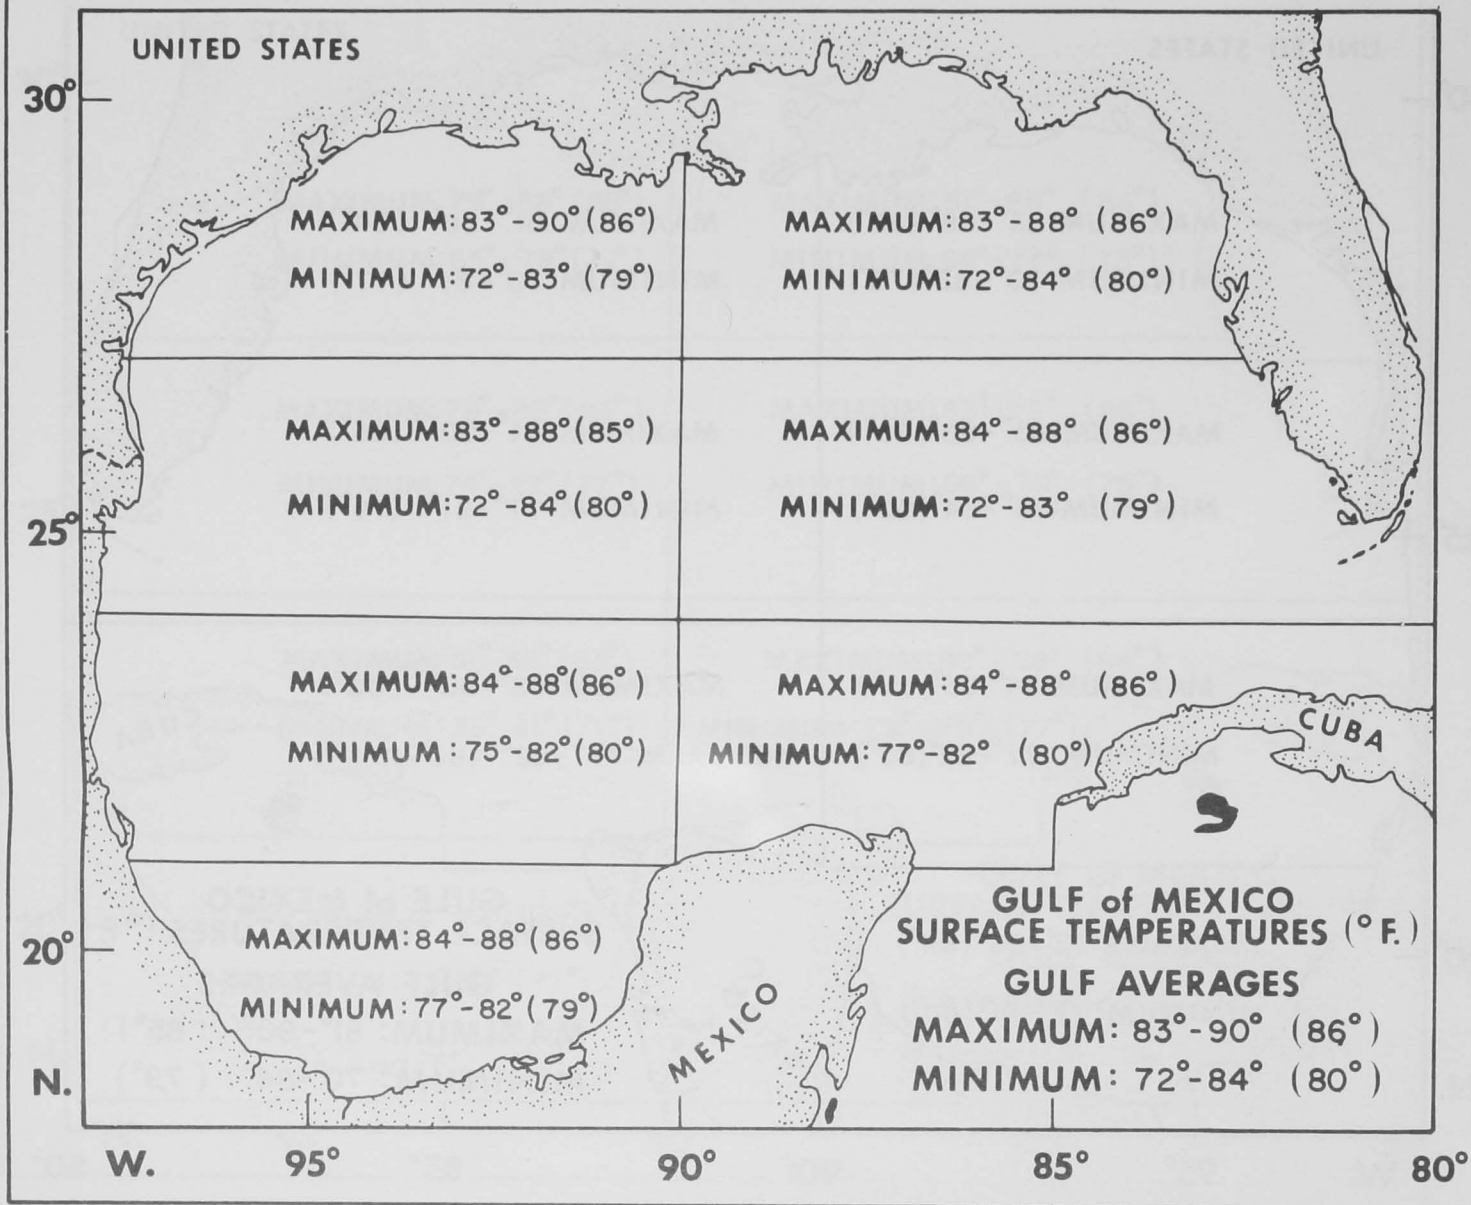 UNITED STATES
30°
MAXIMUM:83°-90°(86°)
MINIMUM:72°-83°(79°)
MAXIMUM:83°-88° (86°)
MINIMUM:72°-84° (80°)
MAXIMUM:83°-88°(85°)
MINIMUM:72°-84°(80°)
MAXIMUM:84°-88° (86°)
MINIMUM:72°-83° (79°)
25°
MAXIMUM:84°-88°(86°)
MINIMUM:75°-82°(80°)
MAXIMUM:84°-88° (86°)
MINIMUM:77°-82° (80°)
CUBA
MAXIMUM:84°-88°(86°)
MINIMUM:77°-82°(79°)
20°
MEXICO
GULF of MEXICO
SURFACE TEMPERATURES (°F.)
GULF AVERAGES
MAXIMUM: 83°-90° (86°)
MINIMUM: 72°-84° (80°)
N.
W. 95° 90° 85° 80°